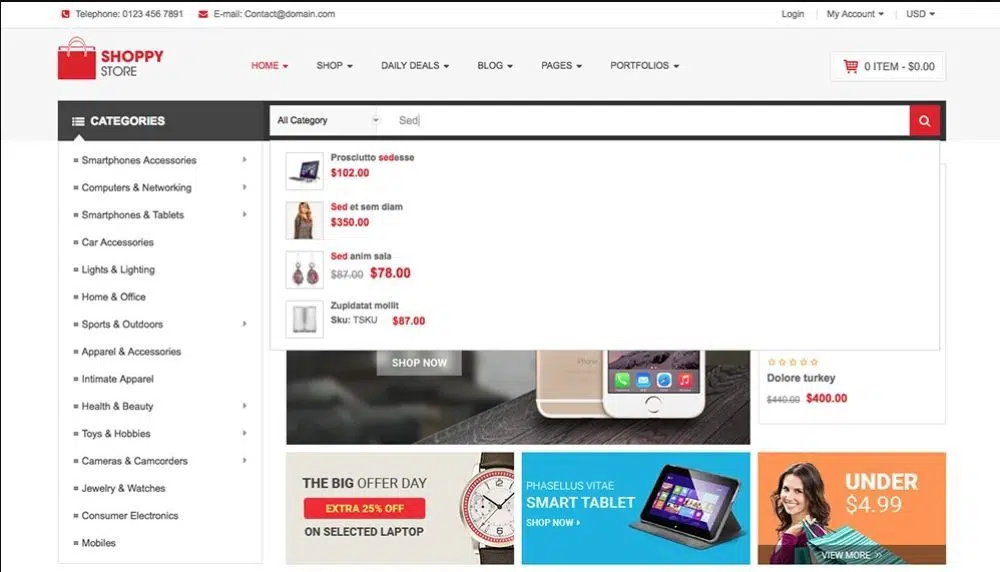 Telephone: 0123 456 7891 E-mail: Contact@domain.com Login My Account USD
SHOPPY
STORE
HOME SHOP DAILY DEALS BLOG PAGES PORTFOLIOS
0 ITEM - $0.00
CATEGORIES
All Category Sed
Smartphones Accessories
Computers & Networking
Smartphones & Tablets
Car Accessories
Lights & Lighting
Home & Office
Sports & Outdoors
Apparel & Accessories
Intimate Apparel
Health & Beauty
Toys & Hobbies
Cameras & Camcorders
Jewelry & Watches
Consumer Electronics
Mobiles
Prosciutto sedesse
$102.00
Sed et sem diam
$350.00
Sed anim sala
$87.00 $78.00
Zupidatat mollit
Sku: TSKU $87.00
SHOP NOW
iPhone
Dolore turkey
$440.00 $400.00
THE BIG OFFER DAY
EXTRA 25% OFF
ON SELECTED LAPTOP
PHASELLUS VITAE
SMART TABLET
SHOP NOW
UNDER
$4.99
VIEW MORE